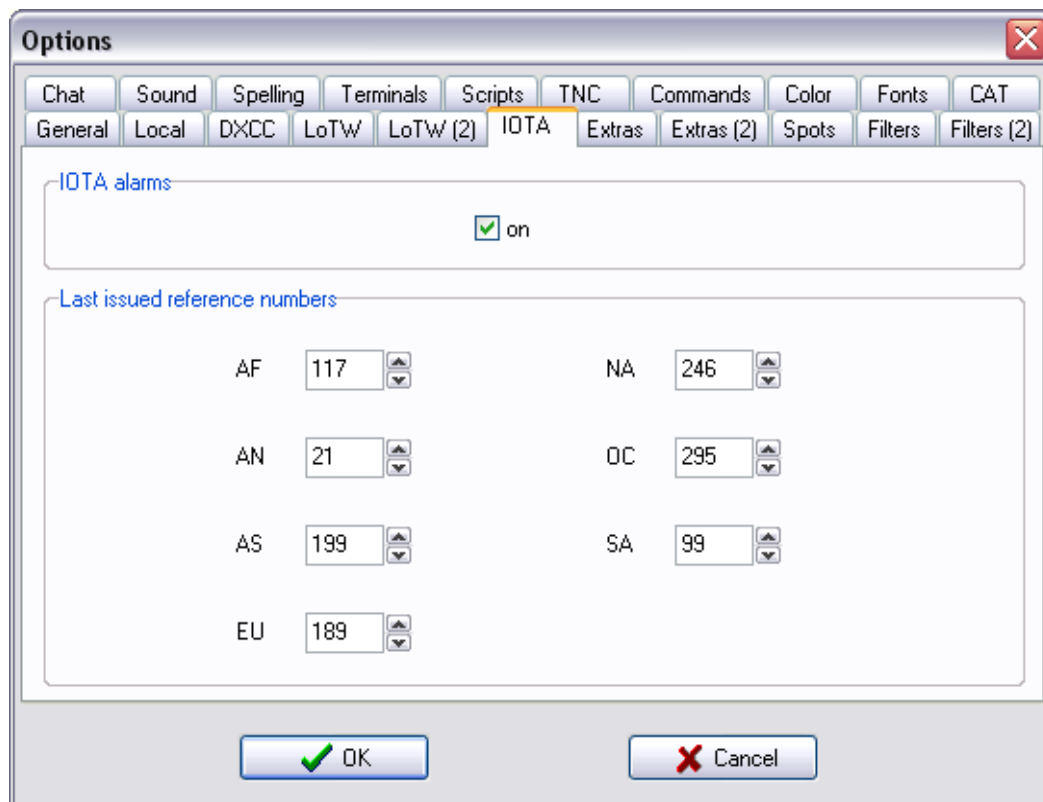 Options
Chat Sound Spelling Terminals Scripts TNC Commands Color Fonts CAT
General Local DXCC LoTW LoTW (2) IOTA Extras Extras (2) Spots Filters Filters (2)
IOTA alarms
on
Last issued reference numbers
AF 117 NA 246
AN 21 OC 295
AS 199 SA 99
EU 189
OK Cancel